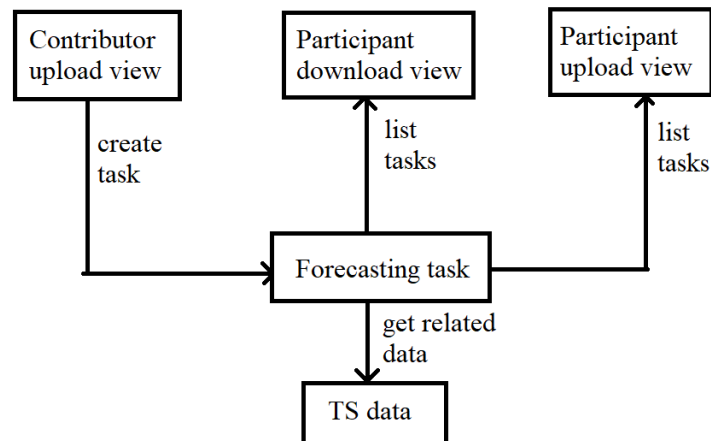 Contributor
upload view
Participant
download view
Participant
upload view
create
task
list
tasks
list
tasks
Forecasting task
get related
data
TS data